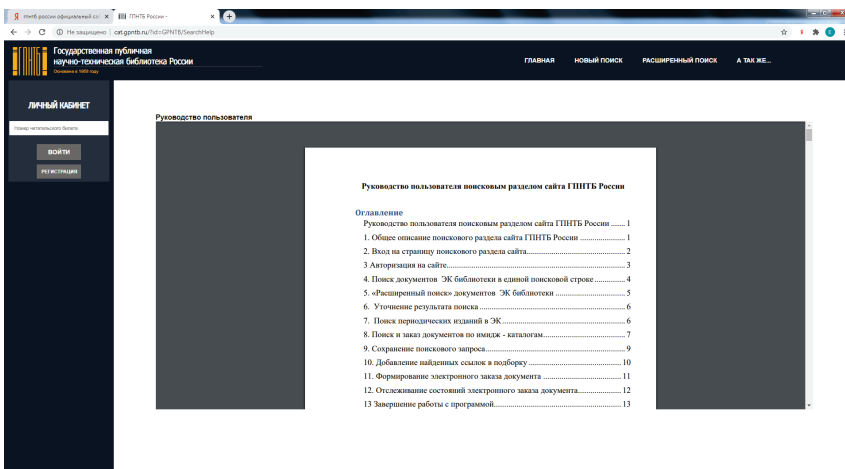 гпнтб россии официальный сай
ГПНТБ России -
Не защищено | cat.gpntb.ru/?id=GPNTB/SearchHelp
Государственная публичная
научно-техническая библиотека России
Основана в 1958 году
ГЛАВНАЯ
НОВЫЙ ПОИСК
РАСШИРЕННЫЙ ПОИСК
А ТАК ЖЕ...
ЛИЧНЫЙ КАБИНЕТ
Номер читательского билета
ВОЙТИ
РЕГИСТРАЦИЯ
Руководство пользователя
Руководство пользователя поисковым разделом сайта ГПНТБ России
Оглавление
Руководство пользователя поисковым разделом сайта ГПНТБ России ....... 1
1. Общее описание поискового раздела сайта ГПНТБ России ...................... 1
2. Вход на страницу поискового раздела сайта................................................ 2
3 Авторизация на сайте..................................................................................... 3
4. Поиск документов ЭК библиотеки в единой поисковой строке............... 4
5. «Расширенный поиск» документов ЭК библиотеки .................................. 5
6. Уточнение результата поиска ....................................................................... 6
7. Поиск периодических изданий в ЭК............................................................ 6
8. Поиск и заказ документов по имидж - каталогам........................................ 7
9. Сохранение поискового запроса.................................................................... 9
10. Добавление найденных ссылок в подборку ............................................. 10
11. Формирование электронного заказа документа ...................................... 11
12. Отслеживание состояний электронного заказа документа..................... 12
13 Завершение работы с программой.............................................................. 13